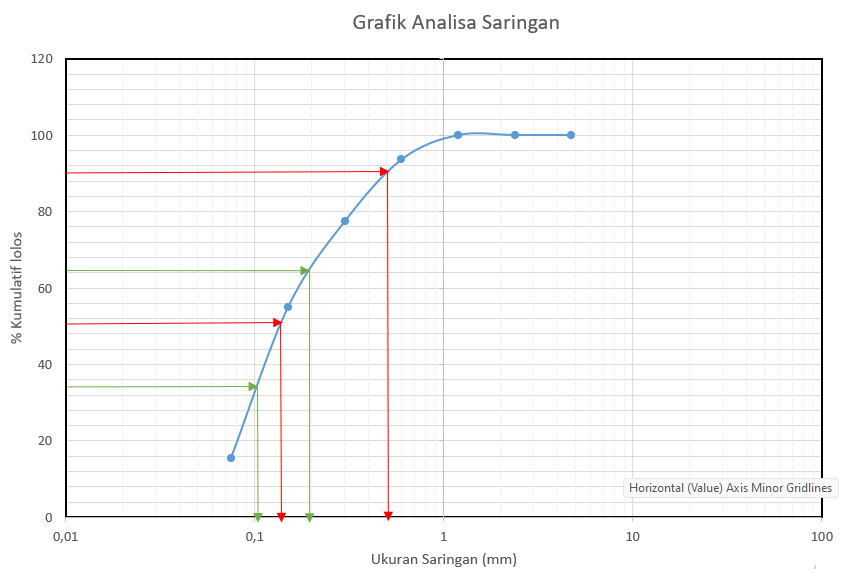 Grafik Analisa Saringan
120
100
80
60
40
20
0
% Kumulatif lolos
Horizontal (Value) Axis Minor Gridlines
0,01 0,1 1 10 100
Ukuran Saringan (mm)